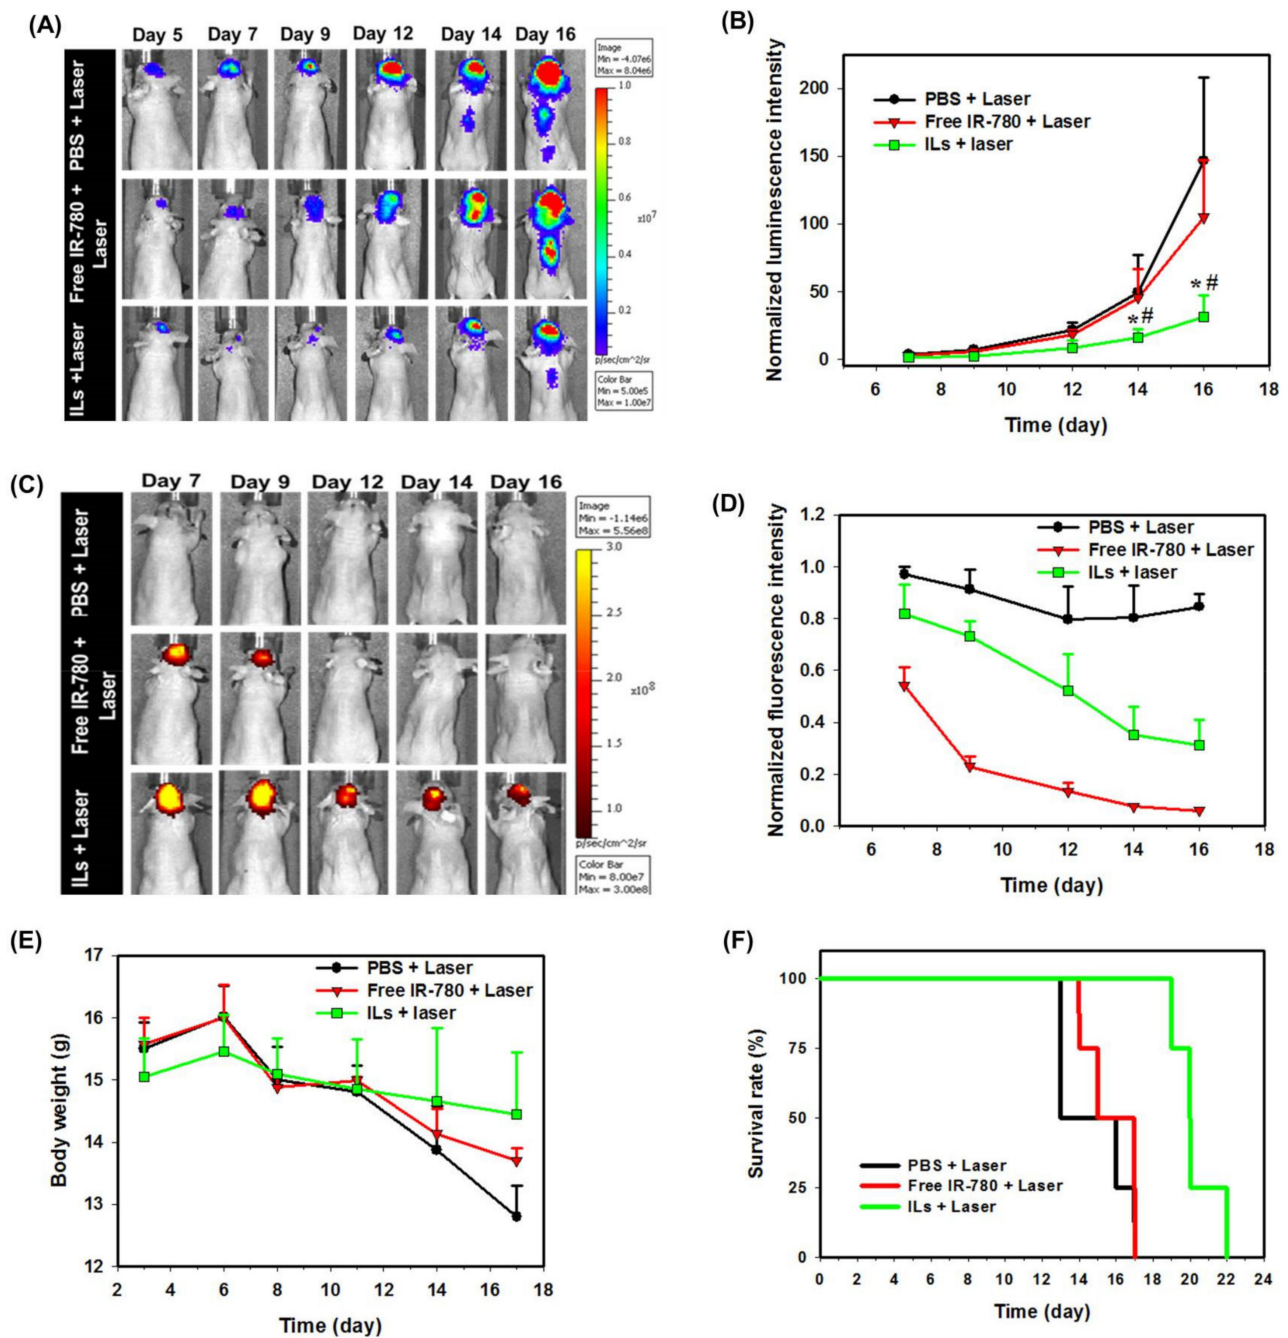 (A)
Day 5 Day 7 Day 9 Day 12 Day 14 Day 16
PBS + Laser
Free IR-780 +
Laser
ILs +Laser
Image
Min = -4.07e6
Max = 8.04e6
1.0
0.8
0.6
x10^7
0.4
0.2
p/sec/cm^2/sr
Color Bar
Min = 5.00e5
Max = 1.00e7
(B)
Normalized luminescence intensity
200
150
100
50
0
PBS + Laser
Free IR-780 + Laser
ILs + laser
*#
*#
6 8 10 12 14 16 18
Time (day)
(C)
Day 7 Day 9 Day 12 Day 14 Day 16
PBS + Laser
Free IR-780 +
Laser
ILs + Laser
Image
Min = -1.14e6
Max = 5.56e8
3.0
2.5
2.0
x10^8
1.5
1.0
p/sec/cm^2/sr
Color Bar
Min = 8.00e7
Max = 3.00e8
(D)
Normalized fluorescence intensity
1.2
1.0
0.8
0.6
0.4
0.2
0.0
PBS + Laser
Free IR-780 + Laser
ILs + laser
6 8 10 12 14 16 18
Time (day)
(E)
Body weight (g)
17
16
15
14
13
12
PBS + Laser
Free IR-780 + Laser
ILs + laser
2 4 6 8 10 12 14 16 18
Time (day)
(F)
Survival rate (%)
100
75
50
25
0
PBS + Laser
Free IR-780 + Laser
ILs + Laser
0 2 4 6 8 10 12 14 16 18 20 22 24
Time (day)